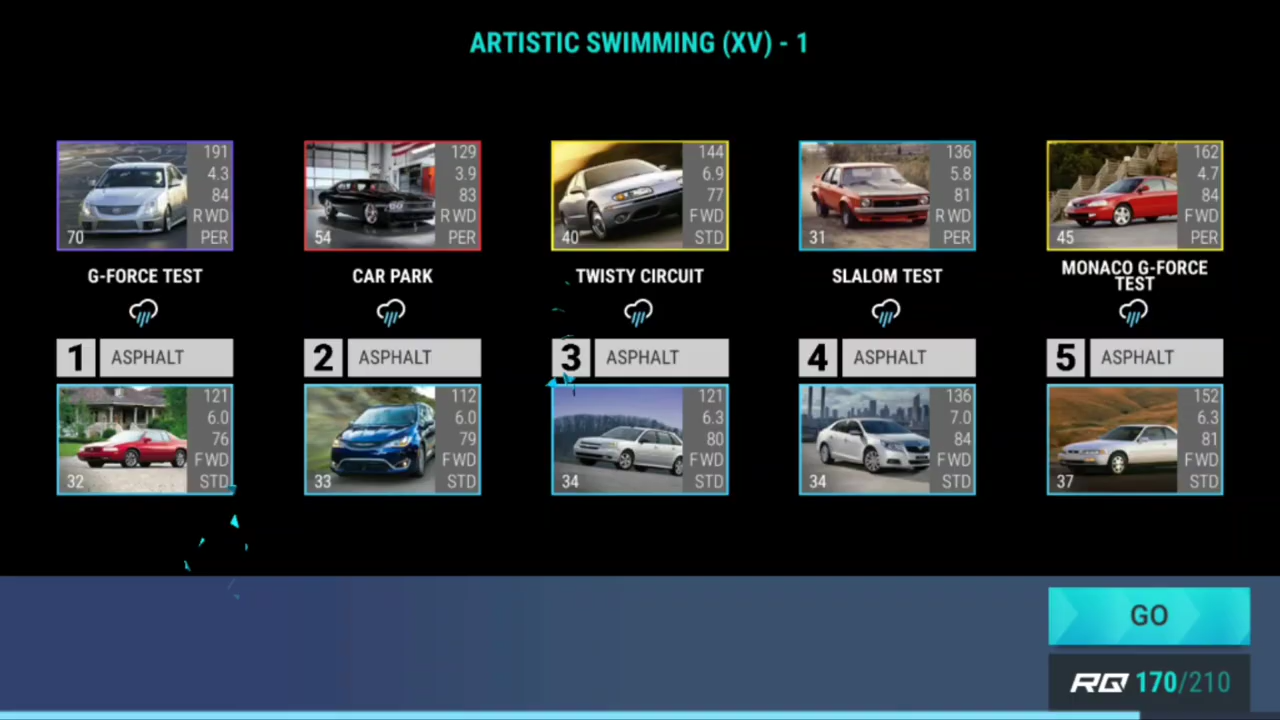 ARTISTIC SWIMMING (XV) - 1
191
4.3
84
RWD
70 PER
129
3.9
83
RWD
54 PER
144
6.9
77
FWD
40 STD
136
5.8
81
RWD
31 PER
162
4.7
84
FWD
45 PER
G-FORCE TEST
CAR PARK
TWISTY CIRCUIT
SLALOM TEST
MONACO G-FORCE
TEST
1 ASPHALT
2 ASPHALT
3 ASPHALT
4 ASPHALT
5 ASPHALT
121
6.0
76
FWD
32 STD
112
6.0
79
FWD
33 STD
121
6.3
80
FWD
34 STD
136
7.0
84
FWD
34 STD
152
6.3
81
FWD
37 STD
GO
RQ 170/210